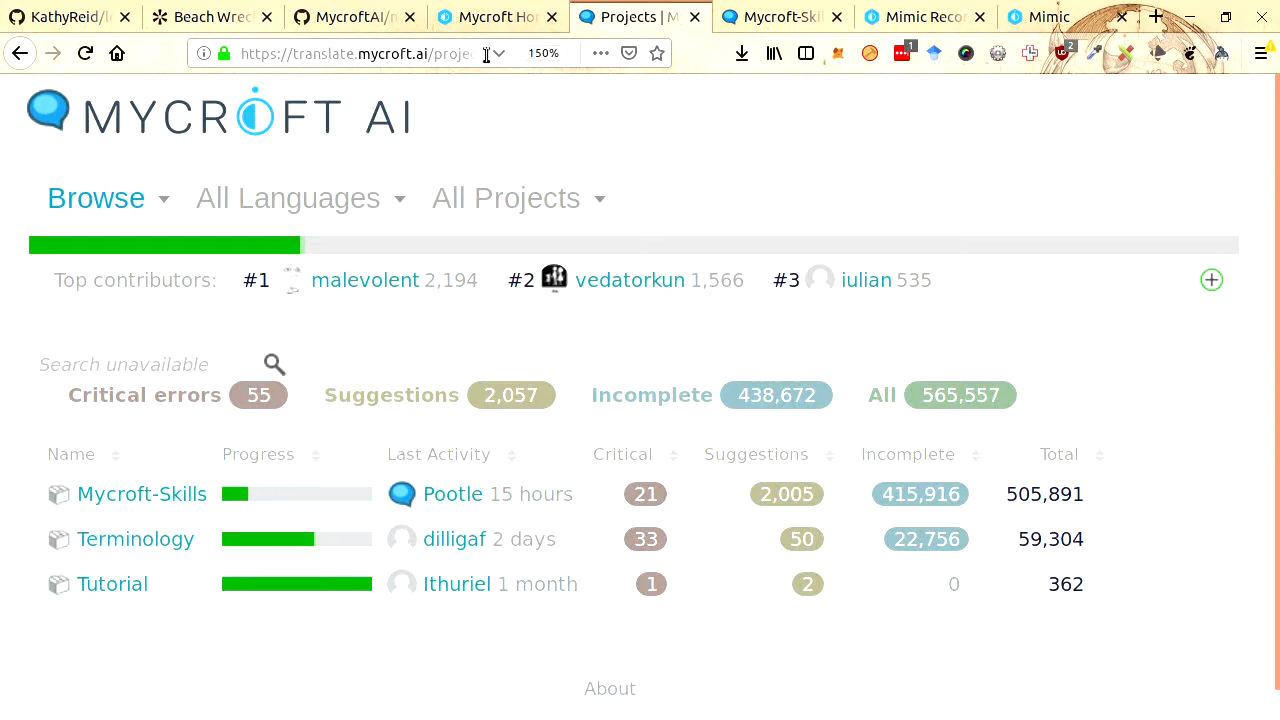 KathyReid/l
Beach Wrec
MycroftAI/m
Mycroft Hor
Projects | M
Mycroft-Skil
Mimic Recor
Mimic
https://translate.mycroft.ai/proje
150%
1
2
MYCROFT AI
Browse All Languages All Projects
Top contributors: #1 malevolent 2,194 #2 vedatorkun 1,566 #3 iulian 535
Search unavailable
Critical errors 55 Suggestions 2,057 Incomplete 438,672 All 565,557
Name Progress Last Activity Critical Suggestions Incomplete Total
Mycroft-Skills Pootle 15 hours 21 2,005 415,916 505,891
Terminology dilligaf 2 days 33 50 22,756 59,304
Tutorial Ithuriel 1 month 1 2 0 362
About